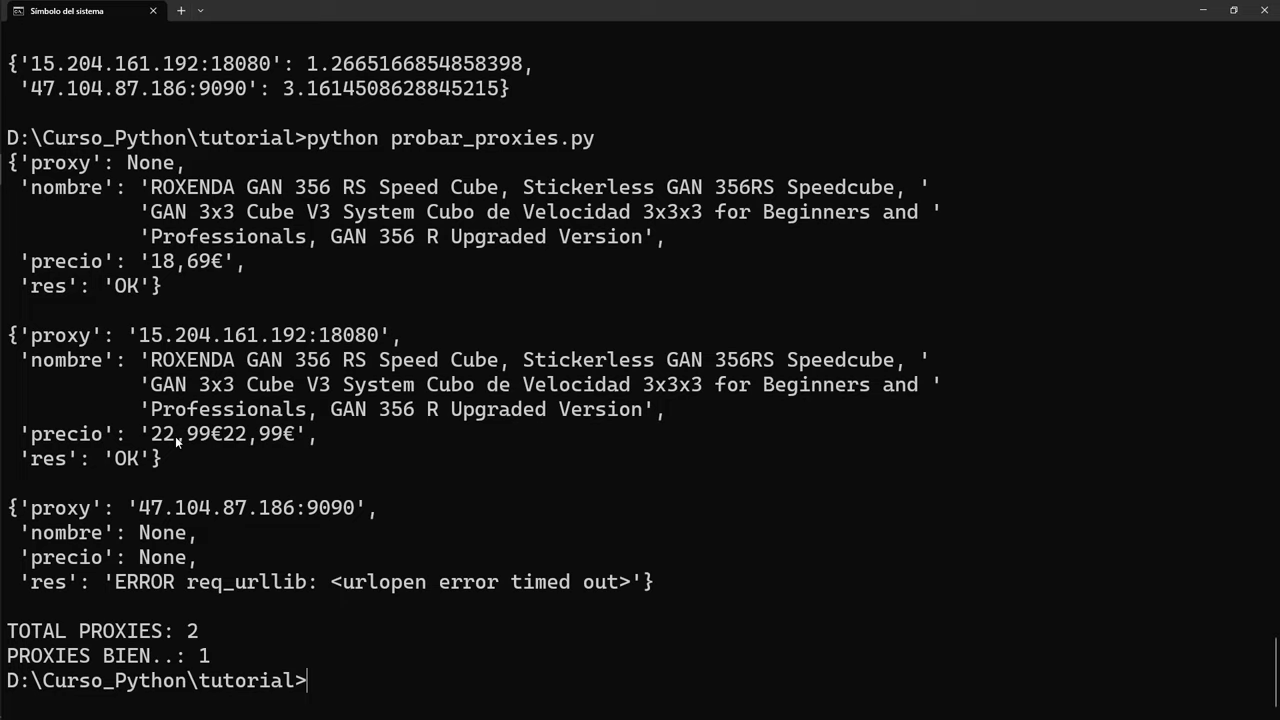 Símbolo del sistema
{'15.204.161.192:18080': 1.2665166854858398,
'47.104.87.186:9090': 3.1614508628845215}
D:\Curso_Python\tutorial>python probar_proxies.py
{'proxy': None,
'nombre': 'ROXENDA GAN 356 RS Speed Cube, Stickerless GAN 356RS Speedcube, '
'GAN 3x3 Cube V3 System Cubo de Velocidad 3x3x3 for Beginners and '
'Professionals, GAN 356 R Upgraded Version',
'precio': '18,69€',
'res': 'OK'}
{'proxy': '15.204.161.192:18080',
'nombre': 'ROXENDA GAN 356 RS Speed Cube, Stickerless GAN 356RS Speedcube, '
'GAN 3x3 Cube V3 System Cubo de Velocidad 3x3x3 for Beginners and '
'Professionals, GAN 356 R Upgraded Version',
'precio': '22,99€22,99€',
'res': 'OK'}
{'proxy': '47.104.87.186:9090',
'nombre': None,
'precio': None,
'res': 'ERROR req_urllib: <urlopen error timed out>'}
TOTAL PROXIES: 2
PROXIES BIEN..: 1
D:\Curso_Python\tutorial>